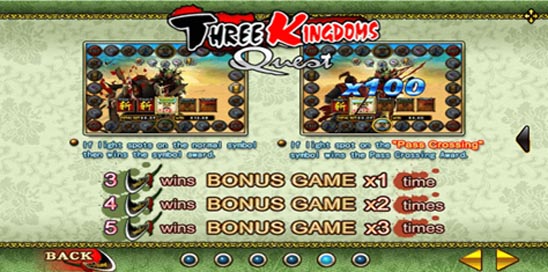 THREE KINGDOMS
Quest
x100
If light spots on the normal symbol
then wins the symbol award.
If light spot on the "Pass Crossing"
symbol wins the Pass Crossing Award.
3 wins BONUS GAME x1 time
4 wins BONUS GAME x2 times
5 wins BONUS GAME x3 times
BACK